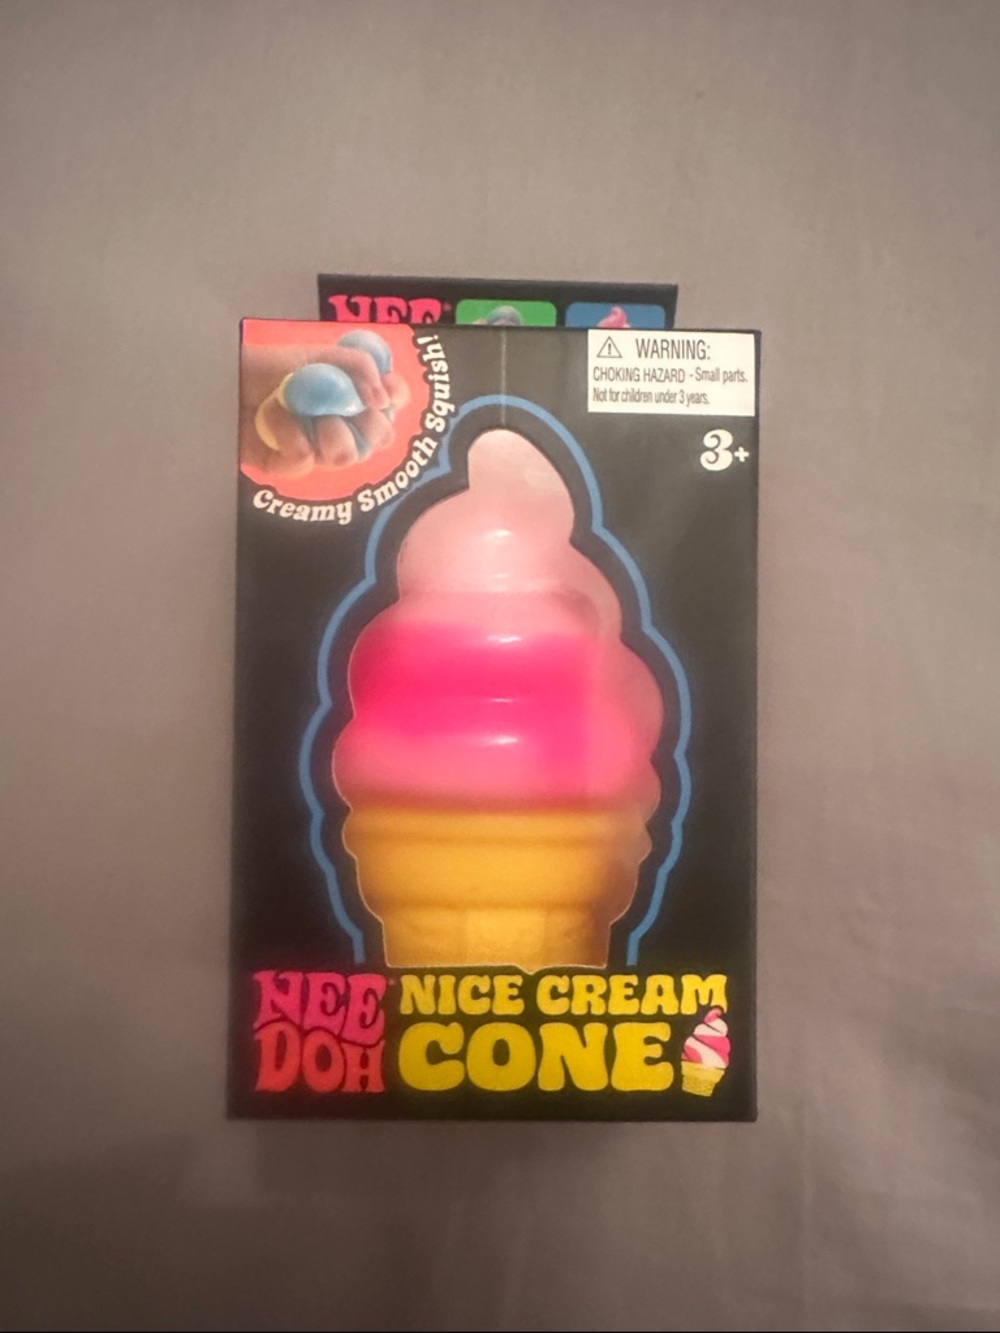 NEE
WARNING:
CHOKING HAZARD - Small parts.
Not for children under 3 years.
Creamy Smooth Squish!
3+
NEE DOH
NICE CREAM
CONE